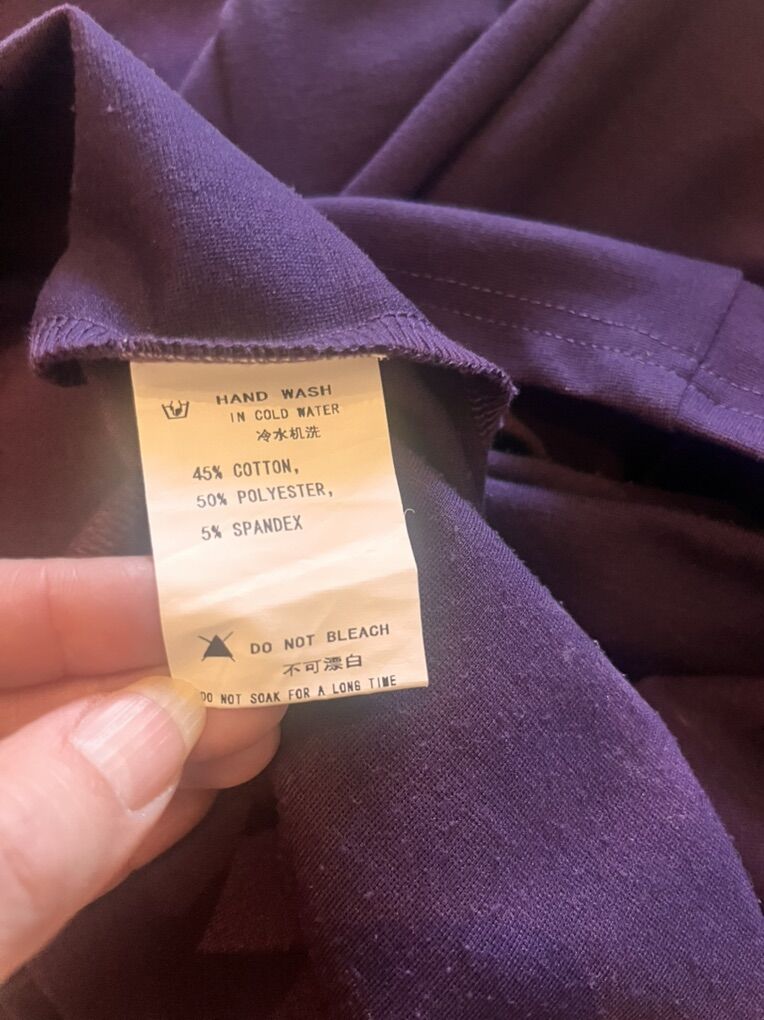 HAND WASH
IN COLD WATER
冷水机洗
45% COTTON,
50% POLYESTER,
5% SPANDEX
DO NOT BLEACH
不可漂白
DO NOT SOAK FOR A LONG TIME